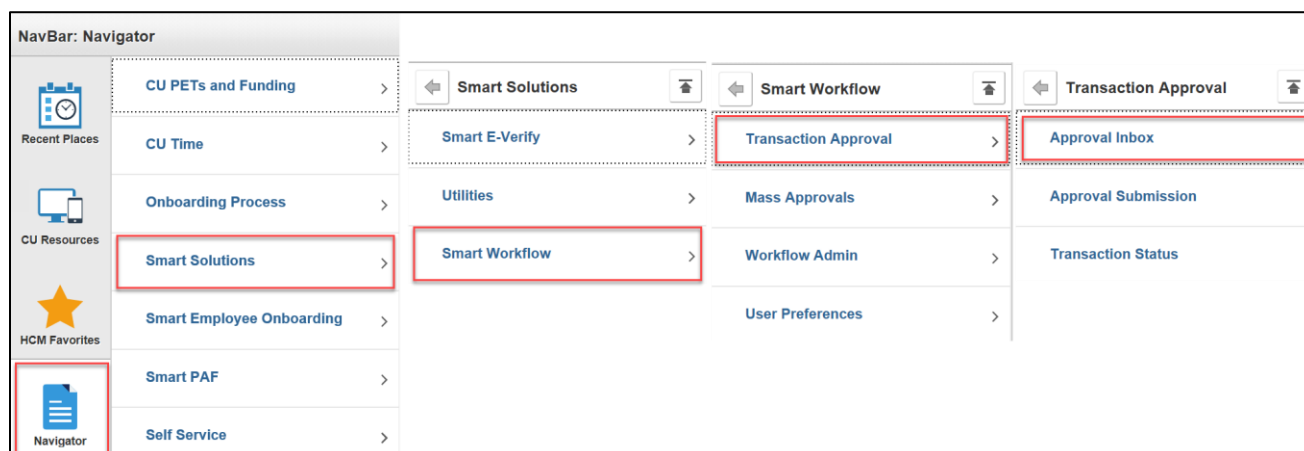 NavBar: Navigator
Recent Places
CU Resources
HCM Favorites
Navigator
CU PETs and Funding
CU Time
Onboarding Process
Smart Solutions
Smart Employee Onboarding
Smart PAF
Self Service
Smart Solutions
Smart E-Verify
Utilities
Smart Workflow
Smart Workflow
Transaction Approval
Mass Approvals
Workflow Admin
User Preferences
Transaction Approval
Approval Inbox
Approval Submission
Transaction Status